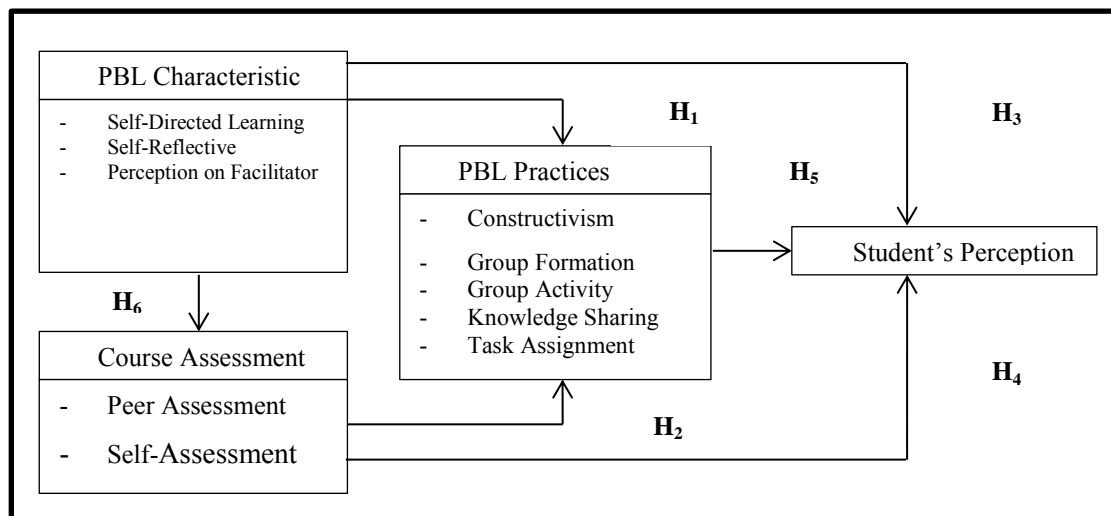 PBL Characteristic
- Self-Directed Learning
- Self-Reflective
- Perception on Facilitator
H1
H3
PBL Practices
- Constructivism
- Group Formation
- Group Activity
- Knowledge Sharing
- Task Assignment
H5
Student's Perception
H6
Course Assessment
- Peer Assessment
- Self-Assessment
H2
H4